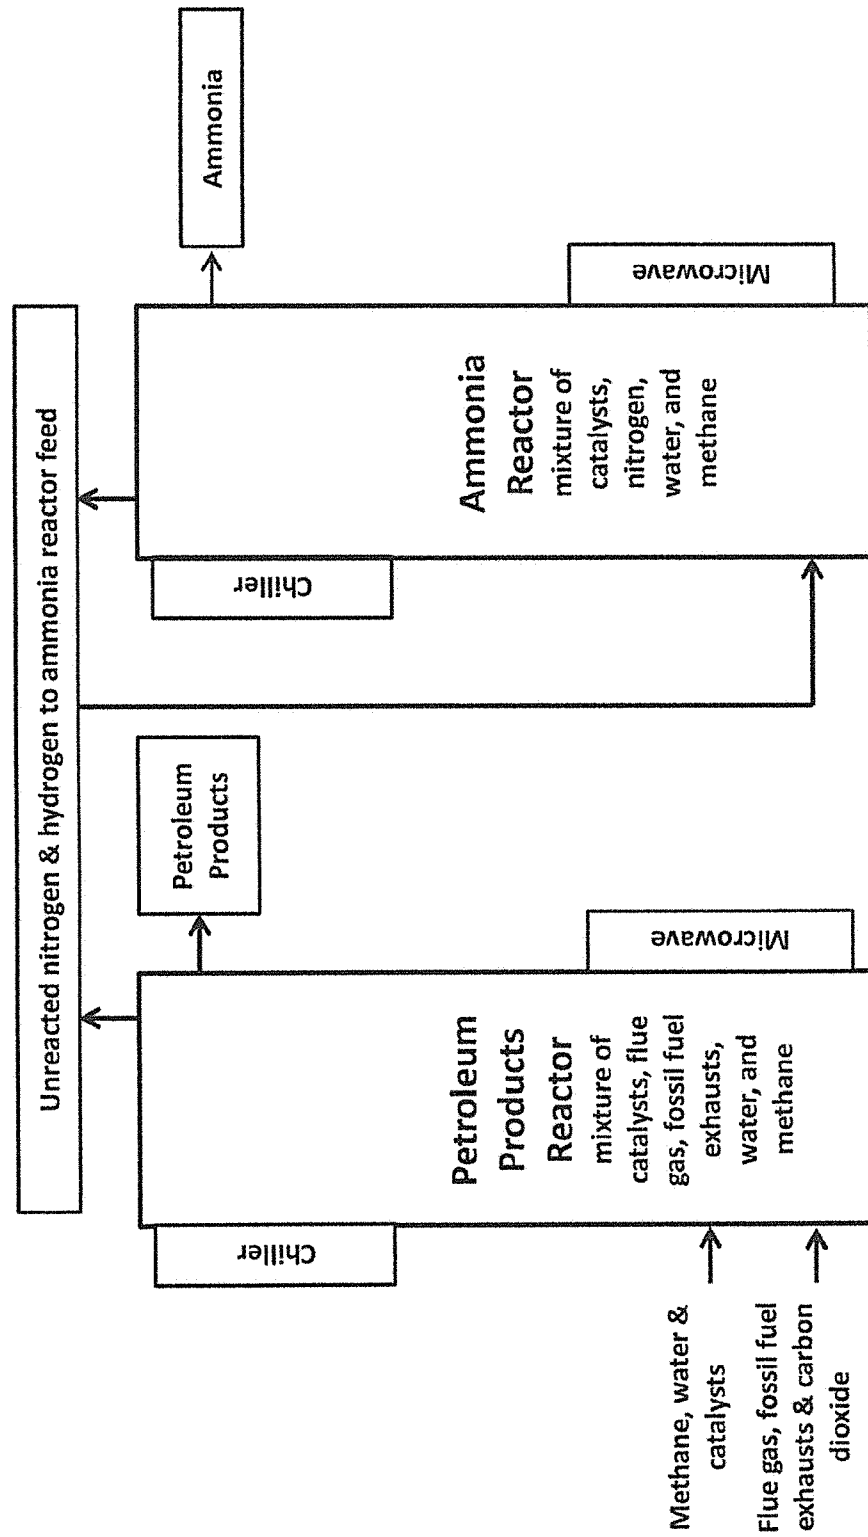 Unreacted nitrogen & hydrogen to ammonia reactor feed
Chiller
Petroleum
Products
Reactor
mixture of
catalysts, flue
gas, fossil fuel
exhausts,
water, and
methane
Microwave
Methane, water &
catalysts
Flue gas, fossil fuel
exhausts & carbon
dioxide
Petroleum
Products
Chiller
Ammonia
Reactor
mixture of
catalysts,
nitrogen,
water, and
methane
Microwave
Ammonia